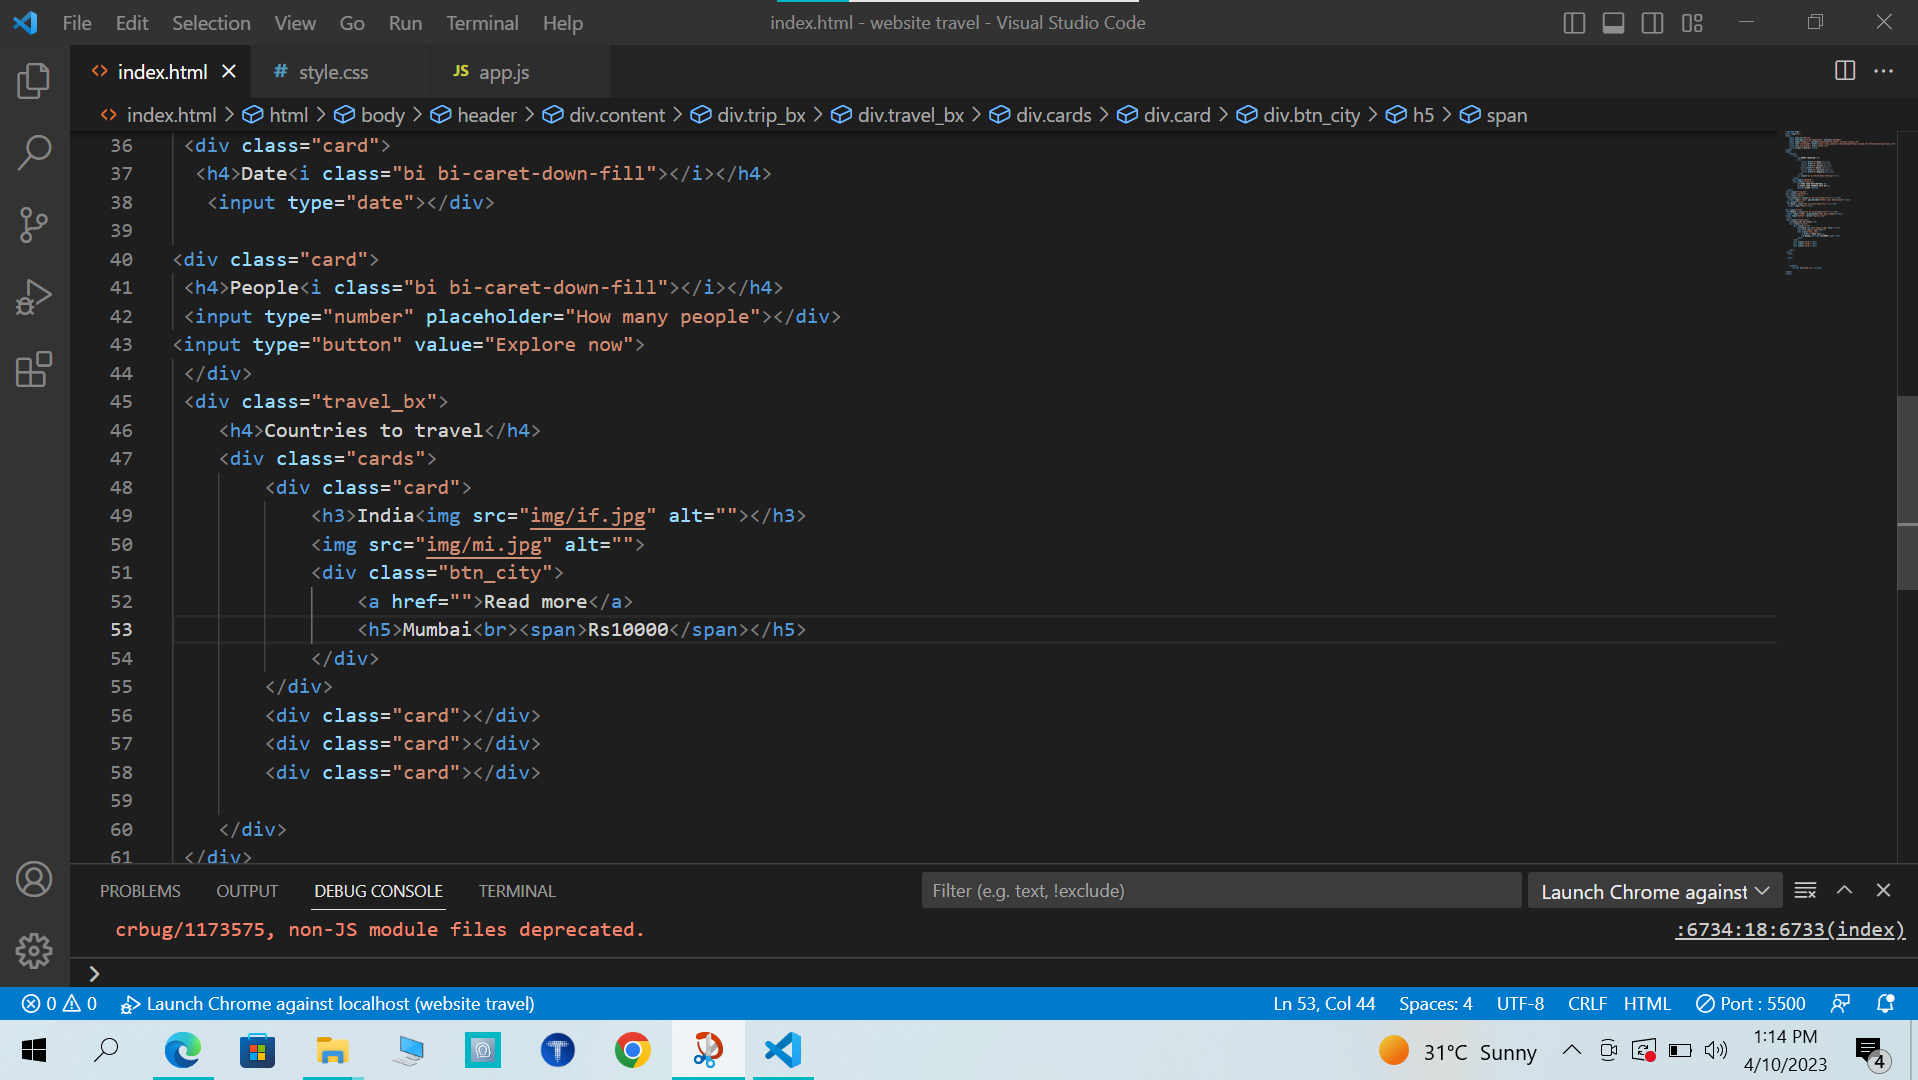 File Edit Selection View Go Run Terminal Help index.html - website travel - Visual Studio Code
index.html style.css JS app.js
index.html > html > body > header > div.content > div.trip_bx > div.travel_bx > div.cards > div.card > div.btn_city > h5 > span
36 <div class="card">
37 <h4>Date<i class="bi bi-caret-down-fill"></i></h4>
38 <input type="date"></div>
39
40 <div class="card">
41 <h4>People<i class="bi bi-caret-down-fill"></i></h4>
42 <input type="number" placeholder="How many people"></div>
43 <input type="button" value="Explore now">
44 </div>
45 <div class="travel_bx">
46 <h4>Countries to travel</h4>
47 <div class="cards">
48 <div class="card">
49 <h3>India<img src="img/if.jpg" alt=""></h3>
50 <img src="img/mi.jpg" alt="">
51 <div class="btn_city">
52 <a href="">Read more</a>
53 <h5>Mumbai<br><span>Rs10000</span></h5>
54 </div>
55 </div>
56 <div class="card"></div>
57 <div class="card"></div>
58 <div class="card"></div>
59
60 </div>
61 </div>
PROBLEMS OUTPUT DEBUG CONSOLE TERMINAL Filter (e.g. text, !exclude) Launch Chrome against
crbug/1173575, non-JS module files deprecated. :6734:18:6733(index)
0 0 Launch Chrome against localhost (website travel) Ln 53, Col 44 Spaces: 4 UTF-8 CRLF HTML Port : 5500
31°C Sunny 1:14 PM
4/10/2023 4